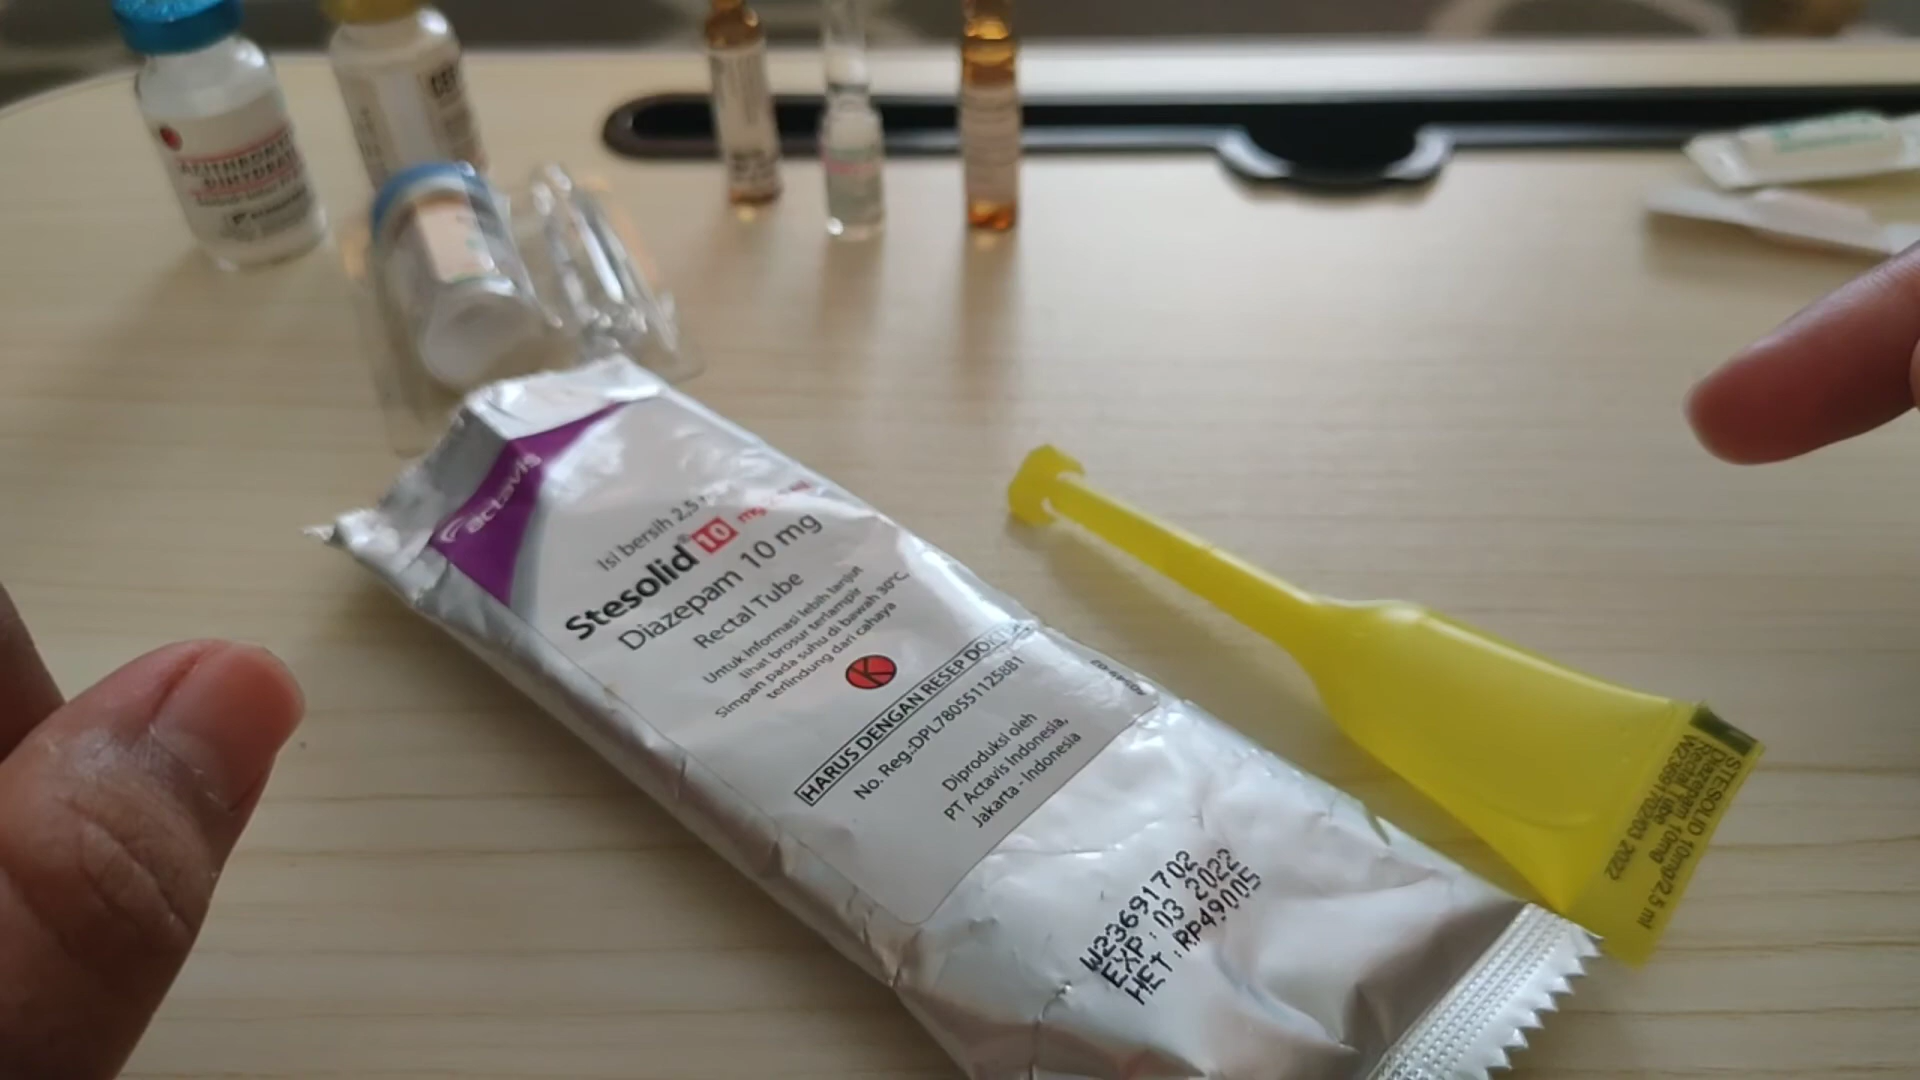 Actavis
Isi bersih 2,5
Stesolid® 10 mg
Diazepam 10 mg
Rectal Tube
Untuk informasi lebih lanjut
lihat brosur terlampir
Simpan pada suhu di bawah 30°C,
terlindung dari cahaya
K
HARUS DENGAN RESEP DOKTER
No. Reg.:DPL7805511258B1
Diproduksi oleh
PT Actavis Indonesia,
Jakarta - Indonesia
W23691702
EXP: 03 2022
HET: RP49005
STESOLID 10mg/2.5 ml
Diazepam 10mg
Rectal Tube
W23691702 03 2022
AZITHROMY
DIHYDRAT